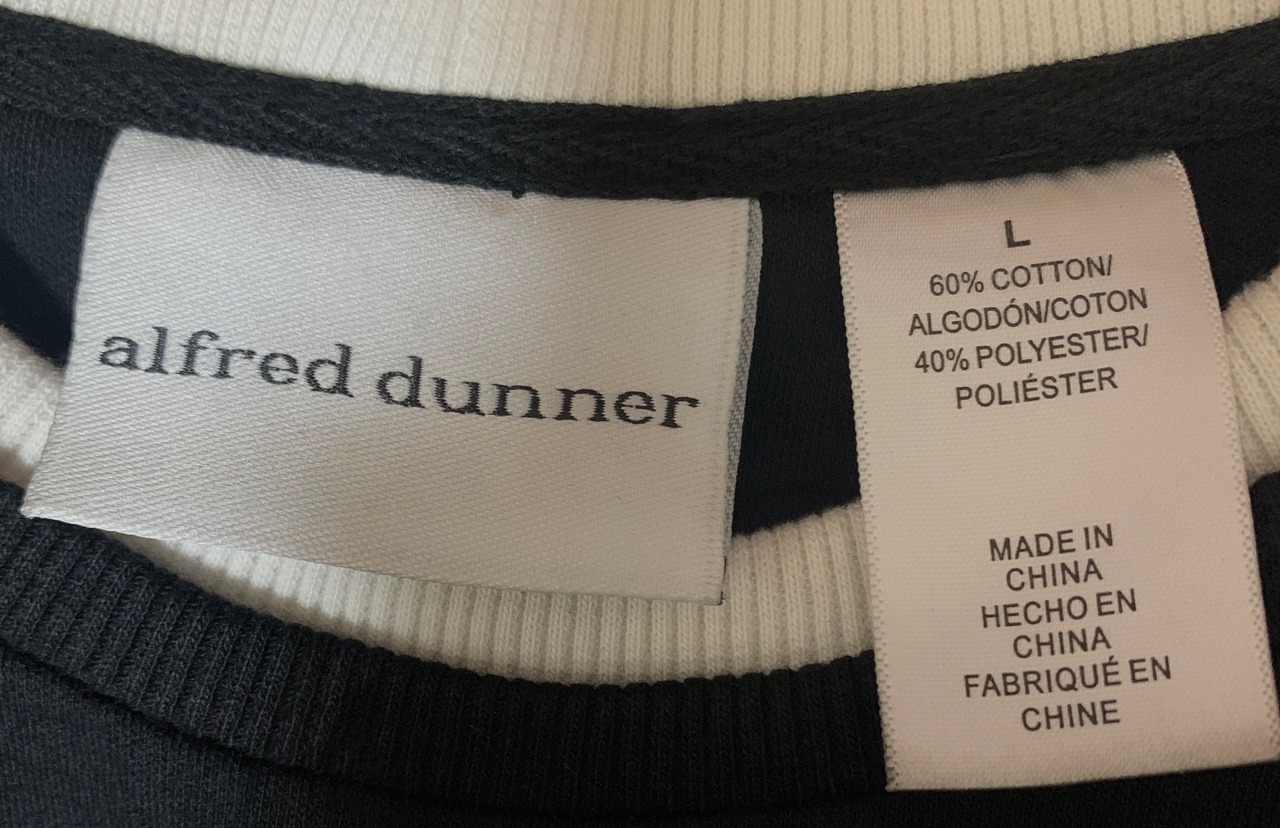 alfred dunner
L
60% COTTON/
ALGODÓN/COTON
40% POLYESTER/
POLIÉSTER
MADE IN
CHINA
HECHO EN
CHINA
FABRIQUÉ EN
CHINE